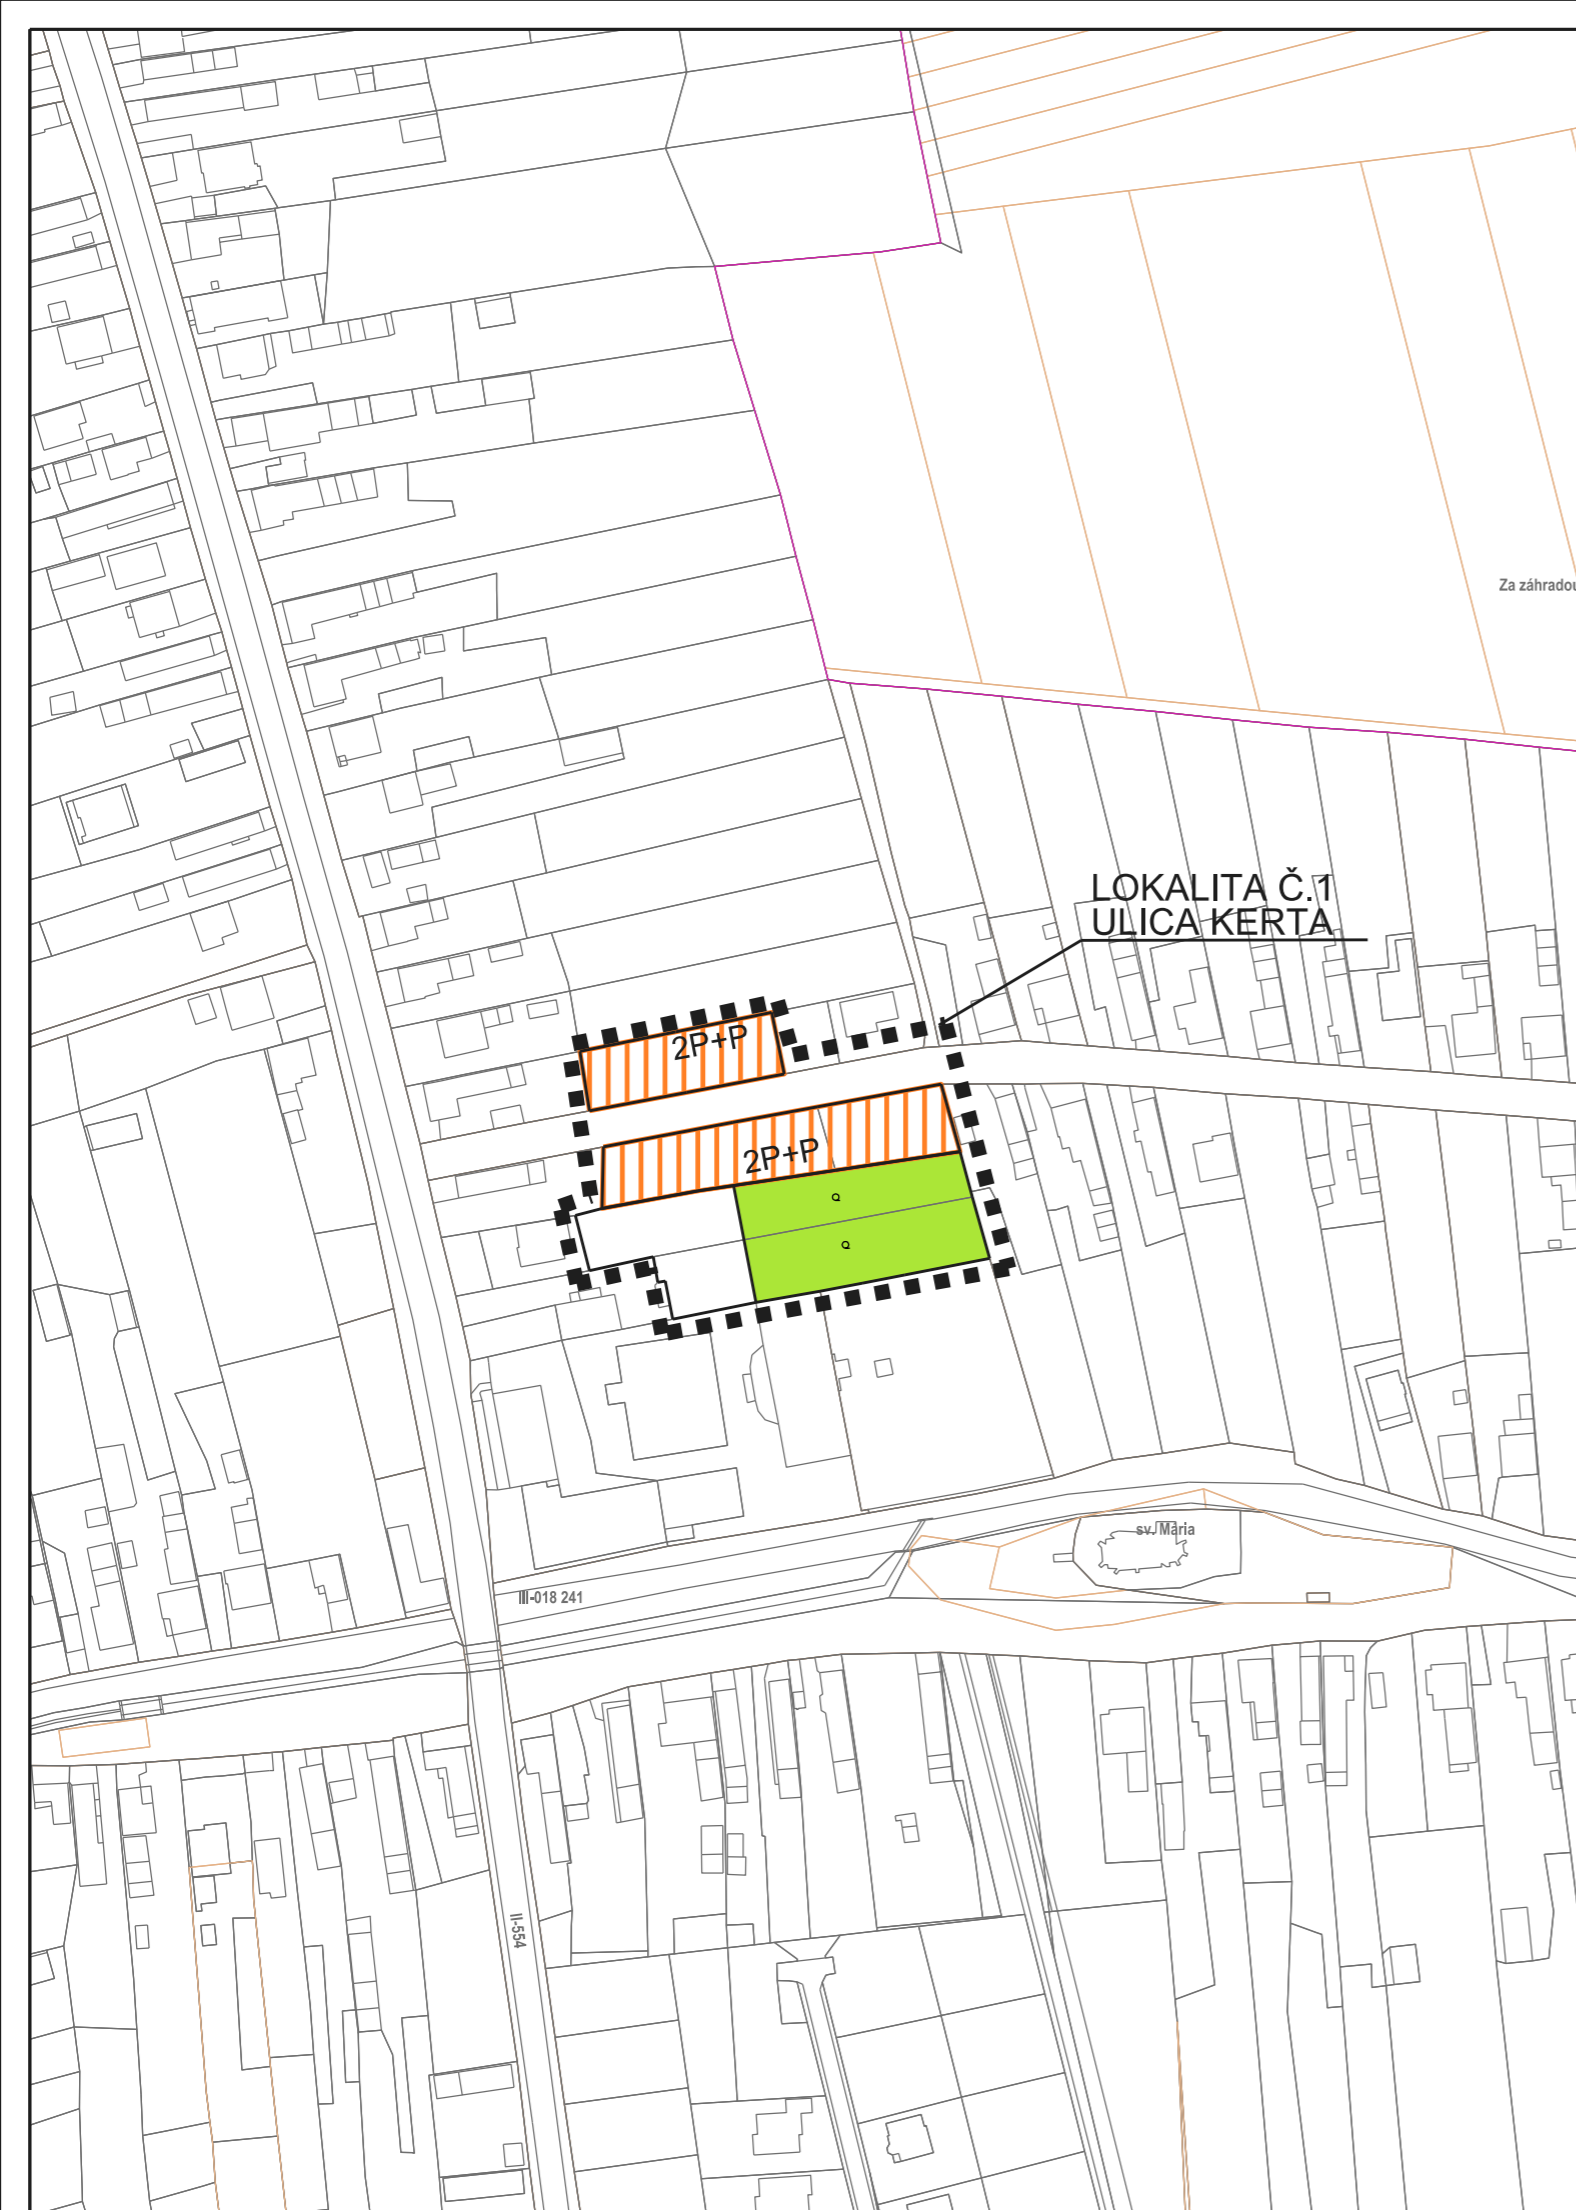 Za záhradou
LOKALITA Č.1
ULICA KERTA
2P+P
2P+P
sv. Mária
III-018 241
II-554